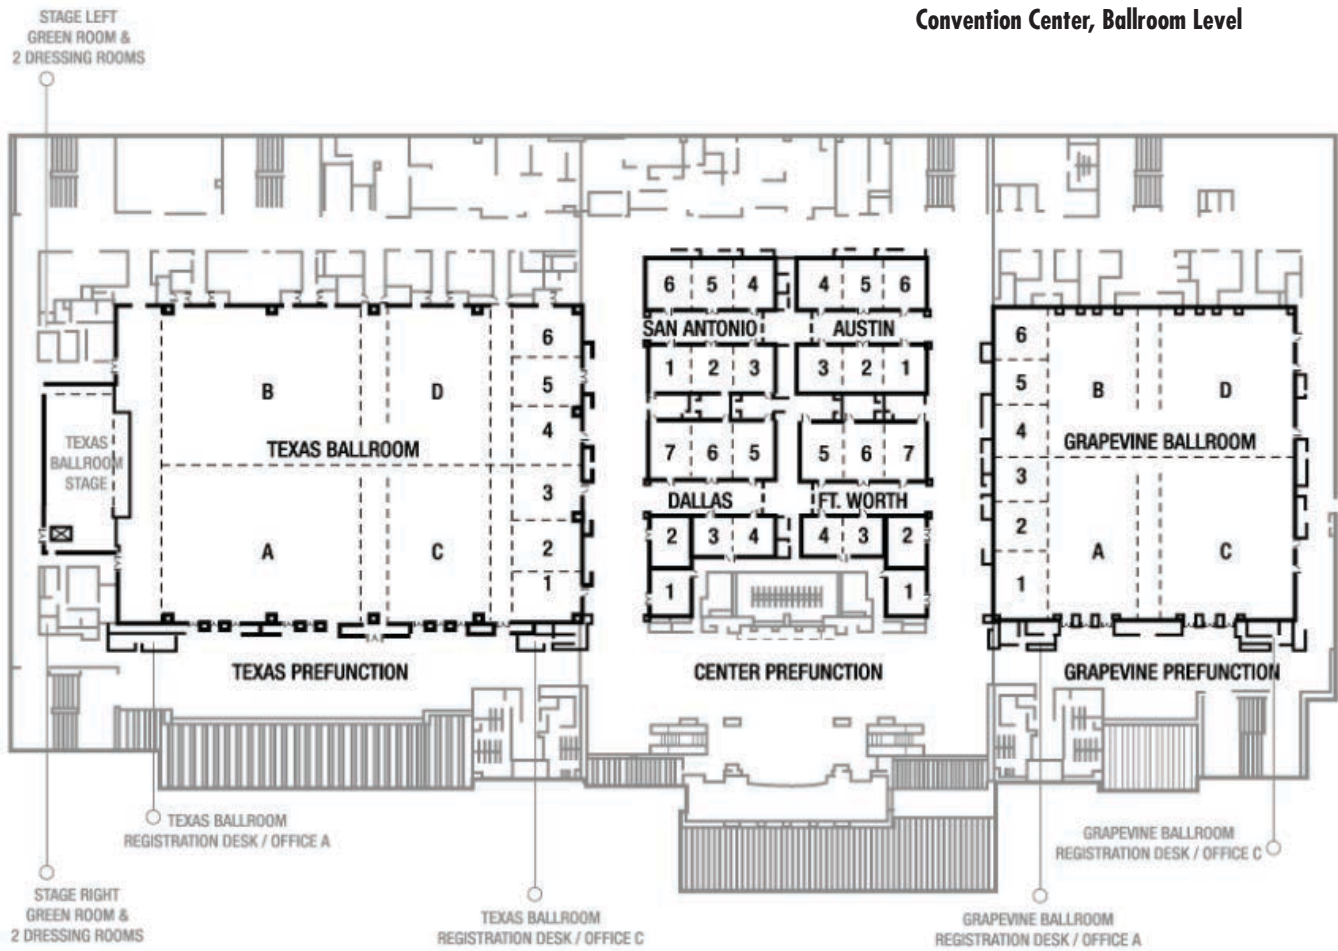 STAGE LEFT
GREEN ROOM &
2 DRESSING ROOMS
Convention Center, Ballroom Level
6 5 4
4 5 6
SAN ANTONIO
AUSTIN
1 2 3
3 2 1
7 6 5
5 6 7
DALLAS
FT. WORTH
2 3 4
4 3 2
1
1
B
D
6
5
4
TEXAS BALLROOM
3
A
C
2
1
TEXAS
BALLROOM
STAGE
6
5
B
D
4
GRAPEVINE BALLROOM
3
2
A
C
1
TEXAS PREFUNCTION
CENTER PREFUNCTION
GRAPEVINE PREFUNCTION
TEXAS BALLROOM
REGISTRATION DESK / OFFICE A
GRAPEVINE BALLROOM
REGISTRATION DESK / OFFICE C
STAGE RIGHT
GREEN ROOM &
2 DRESSING ROOMS
TEXAS BALLROOM
REGISTRATION DESK / OFFICE C
GRAPEVINE BALLROOM
REGISTRATION DESK / OFFICE A